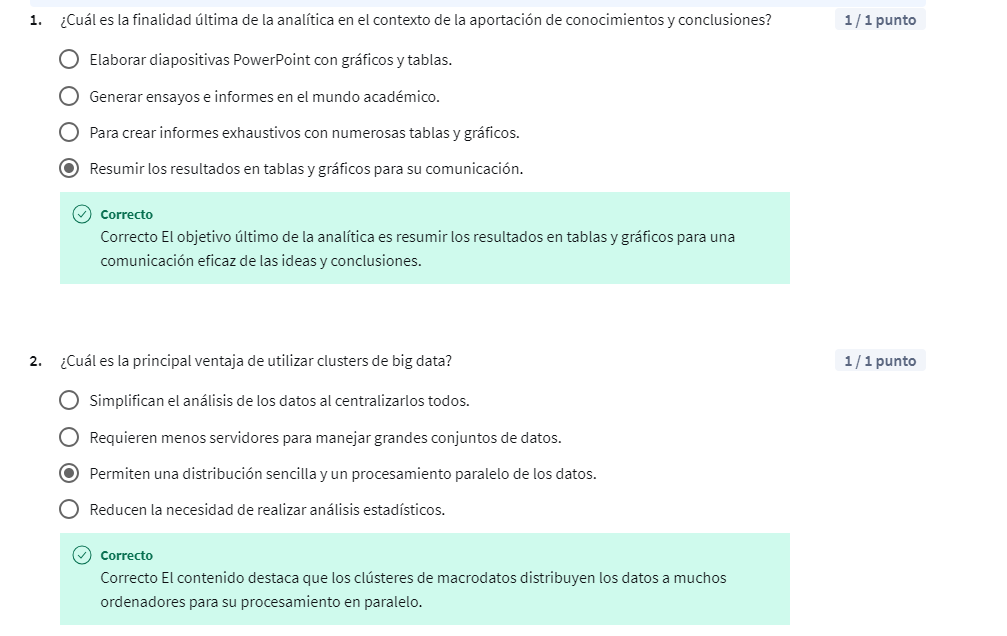 1. ¿Cuál es la finalidad última de la analítica en el contexto de la aportación de conocimientos y conclusiones? 1 / 1 punto
Elaborar diapositivas PowerPoint con gráficos y tablas.
Generar ensayos e informes en el mundo académico.
Para crear informes exhaustivos con numerosas tablas y gráficos.
Resumir los resultados en tablas y gráficos para su comunicación.
Correcto
Correcto El objetivo último de la analítica es resumir los resultados en tablas y gráficos para una
comunicación eficaz de las ideas y conclusiones.
2. ¿Cuál es la principal ventaja de utilizar clusters de big data? 1 / 1 punto
Simplifican el análisis de los datos al centralizarlos todos.
Requieren menos servidores para manejar grandes conjuntos de datos.
Permiten una distribución sencilla y un procesamiento paralelo de los datos.
Reducen la necesidad de realizar análisis estadísticos.
Correcto
Correcto El contenido destaca que los clústeres de macrodatos distribuyen los datos a muchos
ordenadores para su procesamiento en paralelo.